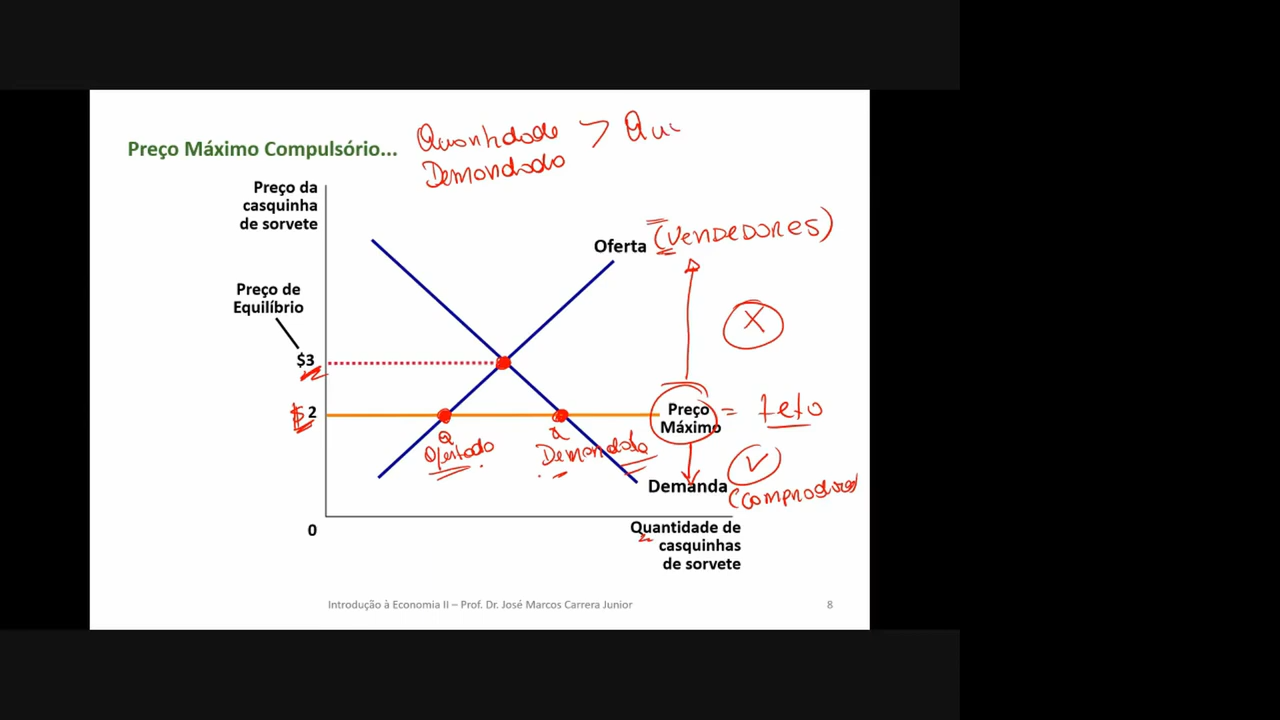 Preço Máximo Compulsório...
Quantidade > Qu
Demandada
Preço da
casquinha
de sorvete
Oferta (VENDEDORES)
Preço de
Equilíbrio
X
$3
$ 2
Preço
Máximo = teto
Q
Ofertada
Q
Demandada
V
Demanda (compradores)
0
Quantidade de
casquinhas
de sorvete
Introdução à Economia II – Prof. Dr. José Marcos Carrera Junior
8